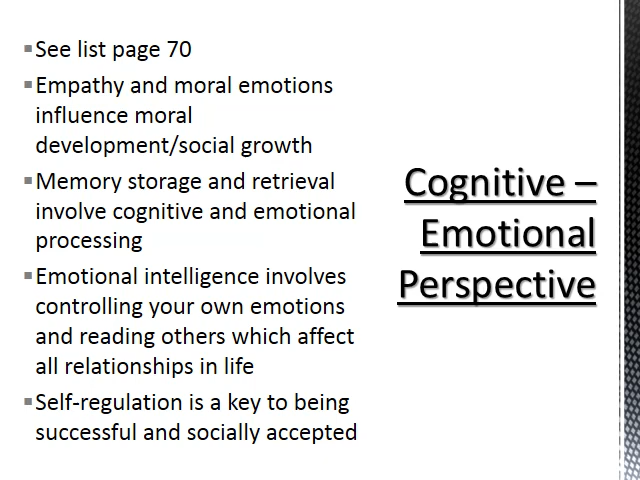 See list page 70
Empathy and moral emotions
influence moral
development/social growth
Memory storage and retrieval
involve cognitive and emotional
processing
Emotional intelligence involves
controlling your own emotions
and reading others which affect
all relationships in life
Self-regulation is a key to being
successful and socially accepted
Cognitive –
Emotional
Perspective